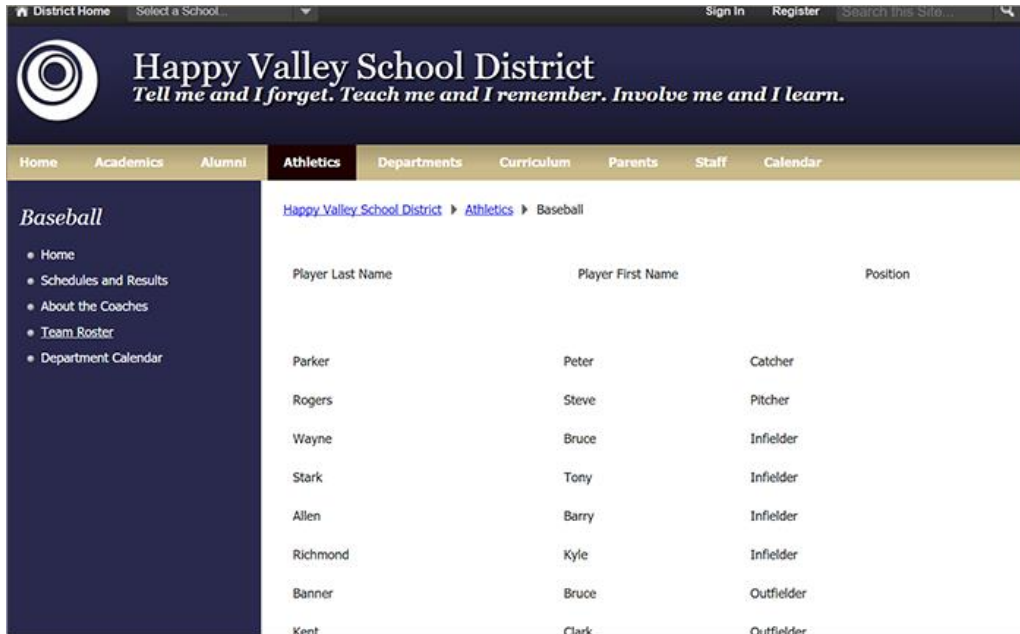 District Home Select a School... Sign In Register Search this Site...
Happy Valley School District
Tell me and I forget. Teach me and I remember. Involve me and I learn.
Home Academics Alumni Athletics Departments Curriculum Parents Staff Calendar
Baseball
Home
Schedules and Results
About the Coaches
Team Roster
Department Calendar
Happy Valley School District Athletics Baseball
Player Last Name Player First Name Position
Parker Peter Catcher
Rogers Steve Pitcher
Wayne Bruce Infielder
Stark Tony Infielder
Allen Barry Infielder
Richmond Kyle Infielder
Banner Bruce Outfielder
Kent Clark Outfielder